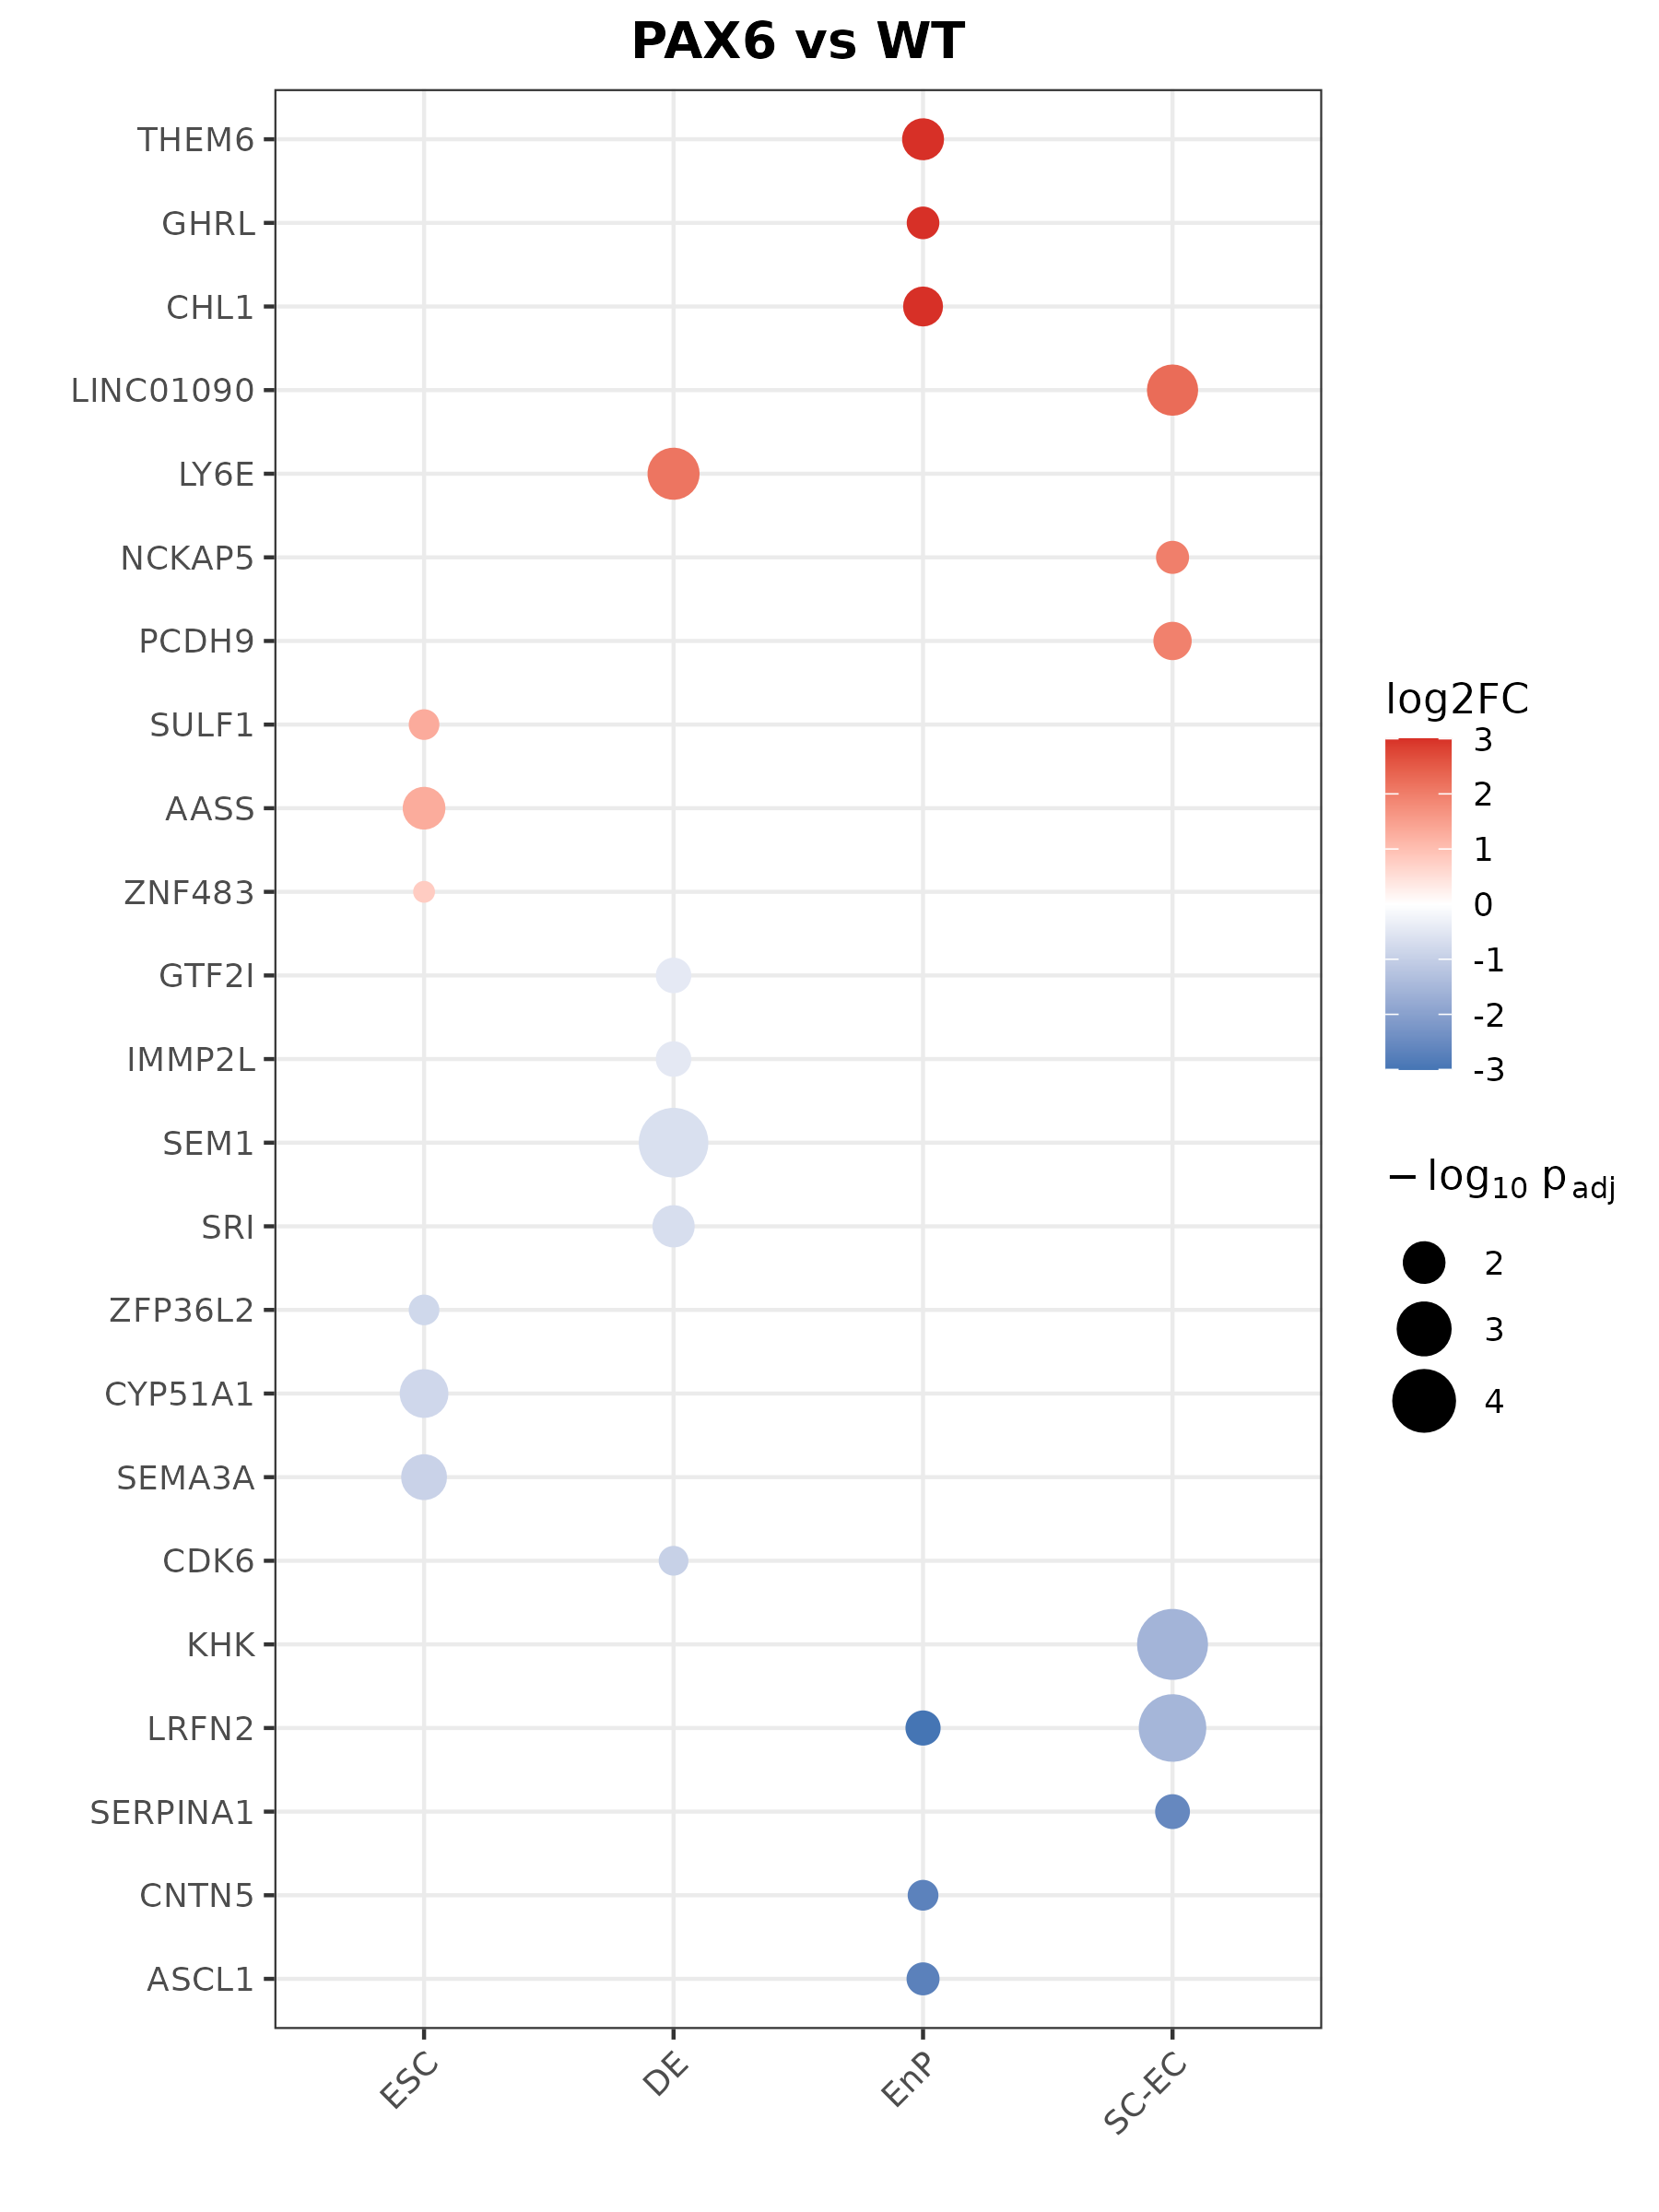 PAX6 vs WT
THEM6
GHRL
CHL1
LINC01090
LY6E
NCKAP5
PCDH9
SULF1
AASS
ZNF483
GTF2I
IMMP2L
SEM1
SRI
ZFP36L2
CYP51A1
SEMA3A
CDK6
KHK
LRFN2
SERPINA1
CNTN5
ASCL1
ESC
DE
EnP
SC-EC
log2FC
3
2
1
0
-1
-2
-3
− log10 p adj
2
3
4